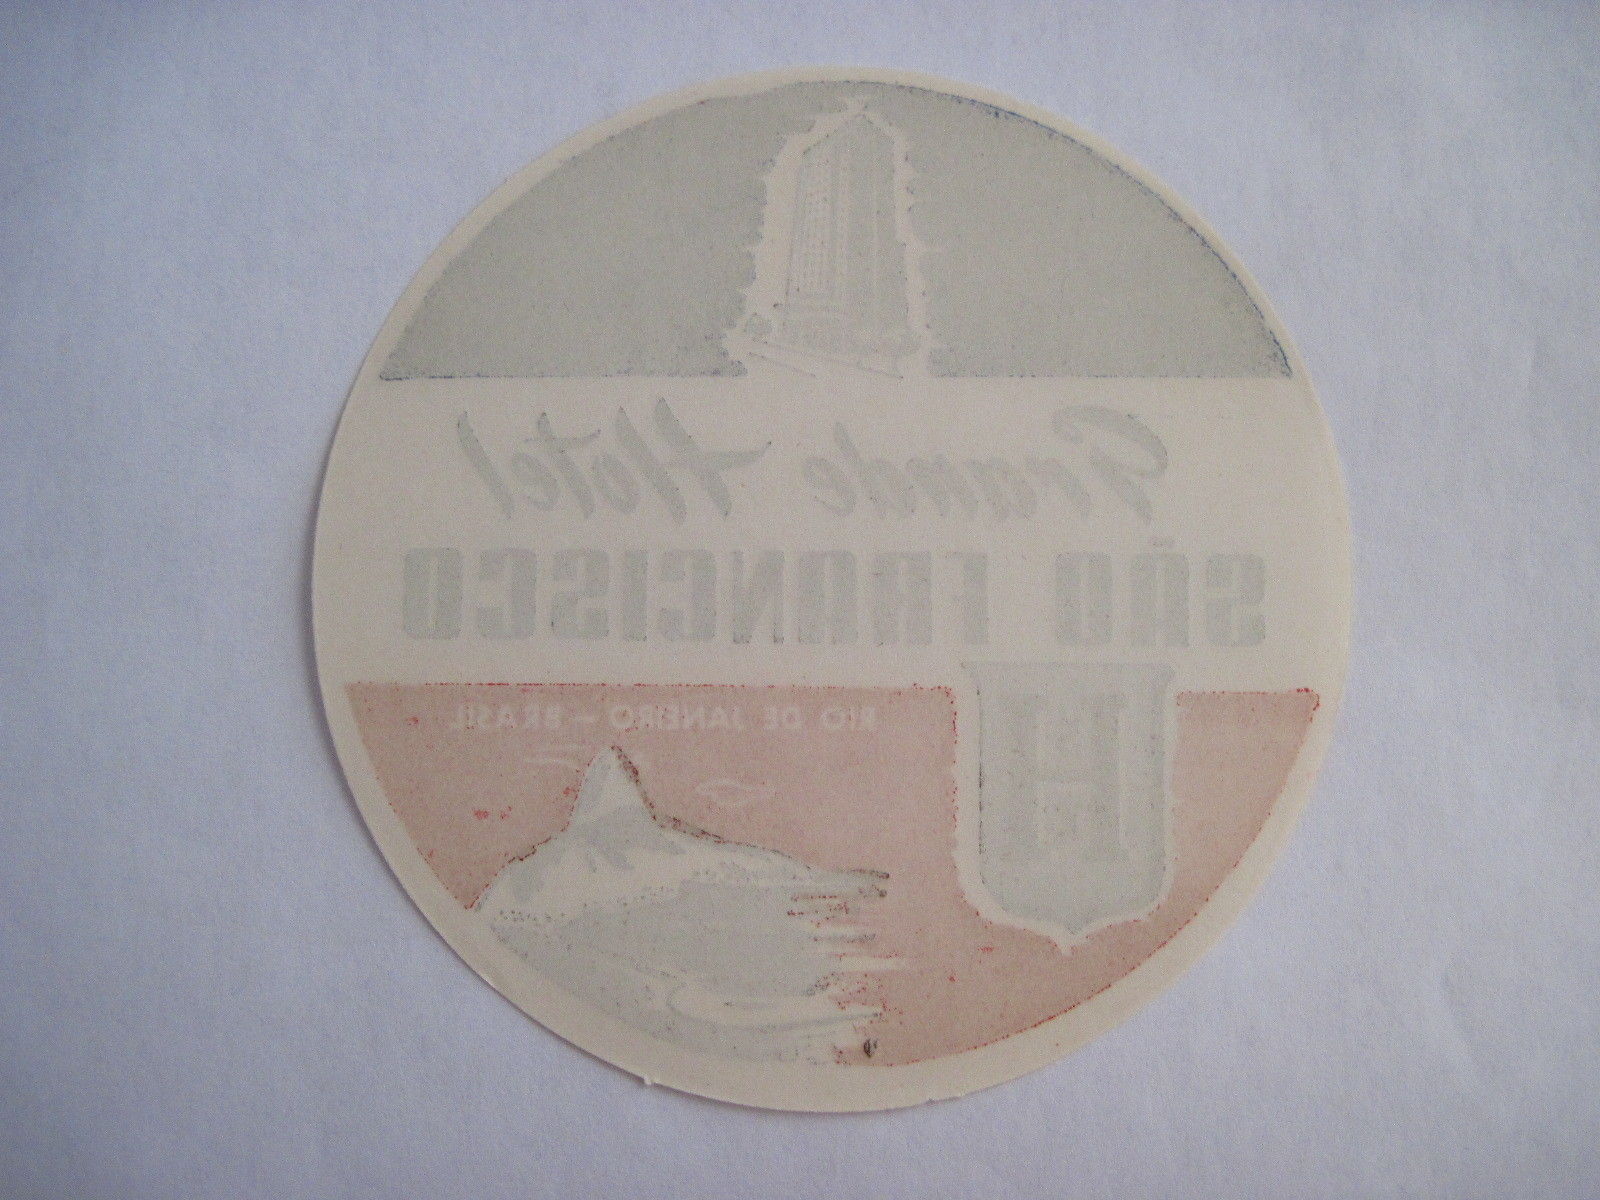 Grande Hotel
SÃO FRANCISCO
RIO DE JANEIRO - BRASIL